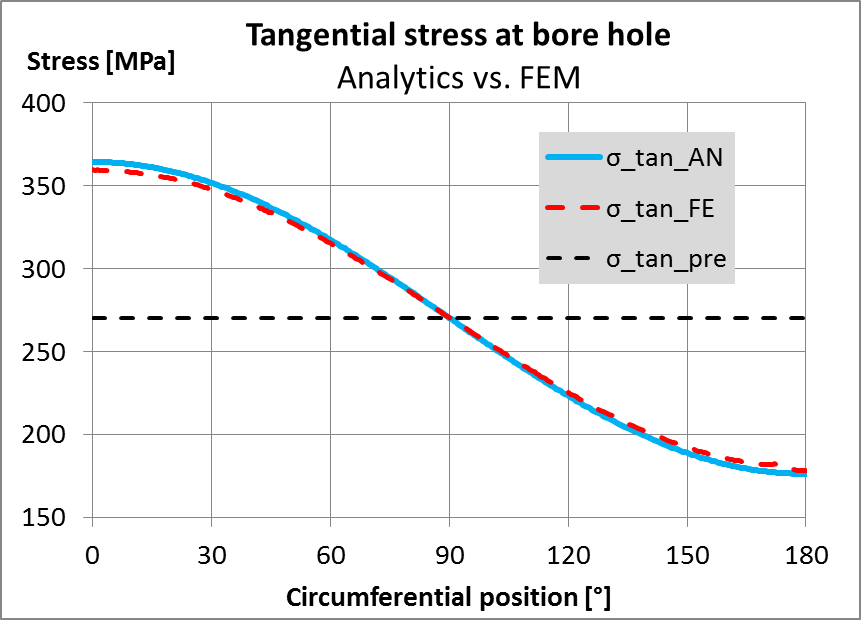 Tangential stress at bore hole
Stress [MPa]
Analytics vs. FEM
400
350
300
250
200
150
σ_tan_AN
σ_tan_FE
σ_tan_pre
0 30 60 90 120 150 180
Circumferential position [°]